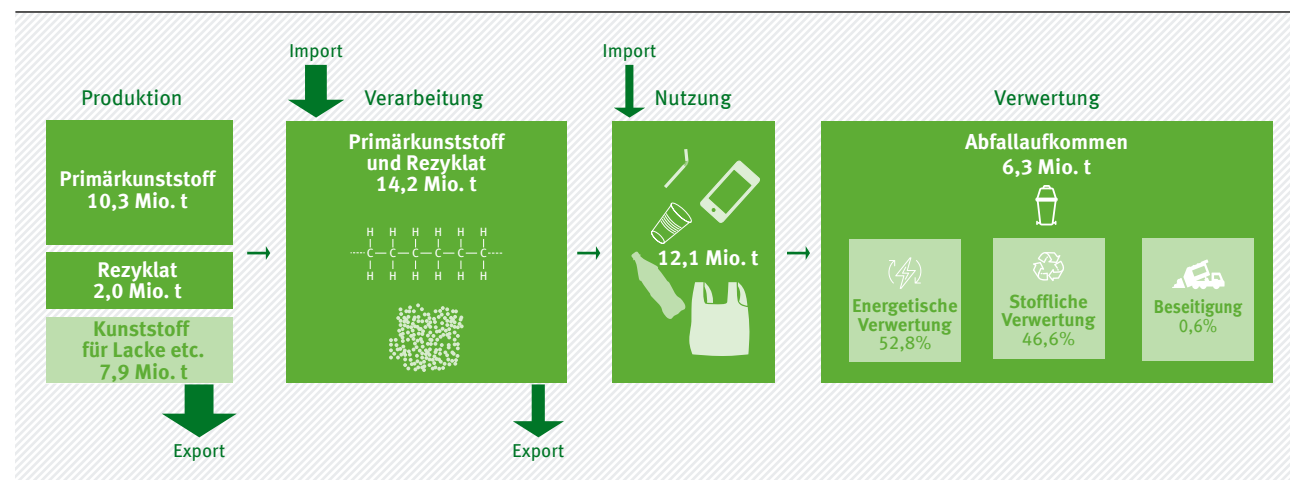 Import
Import
Produktion
Verarbeitung
Nutzung
Verwertung
Primärkunststoff
10,3 Mio. t
Rezyklat
2,0 Mio. t
Kunststoff
für Lacke etc.
7,9 Mio. t
Export
Primärkunststoff
und Rezyklat
14,2 Mio. t
H H H H H H
C C C C C C
H H H H H H
Export
12,1 Mio. t
Abfallaufkommen
6,3 Mio. t
Energetische
Verwertung
52,8%
Stoffliche
Verwertung
46,6%
Beseitigung
0,6%